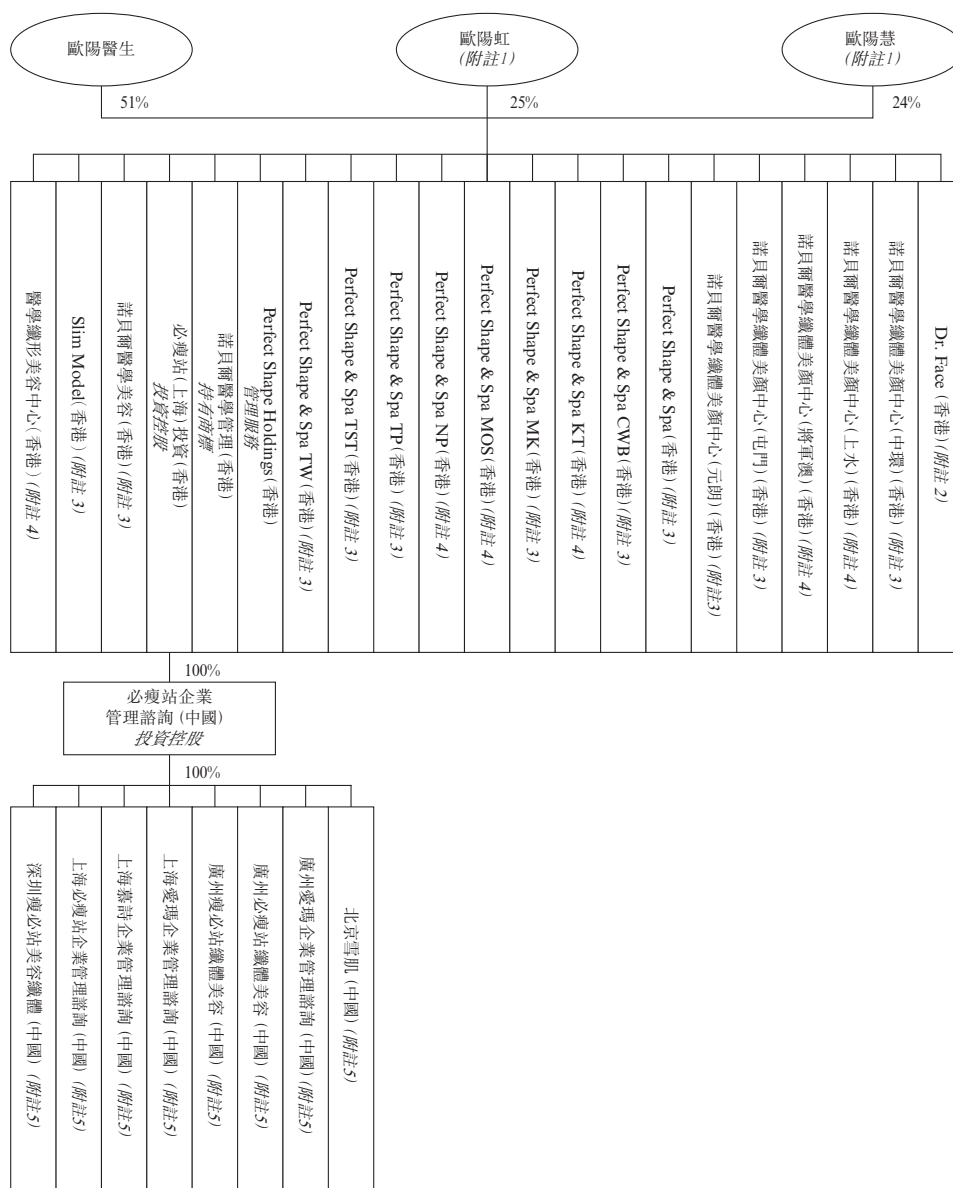 歐陽醫生
歐陽虹
(附註1)
歐陽慧
(附註1)
51%
25%
24%
醫學纖形美容中心(香港)(附註 4)
Slim Model(香港)(附註 3)
諾貝爾醫學美容(香港)(附註 3)
必瘦站(上海)投資(香港)
投資控股
諾貝爾醫學管理(香港)
持有商標
Perfect Shape Holdings(香港)
管理服務
Perfect Shape & Spa TW(香港)(附註 3)
Perfect Shape & Spa TST(香港)(附註 3)
Perfect Shape & Spa TP(香港)(附註 3)
Perfect Shape & Spa NP(香港)(附註 4)
Perfect Shape & Spa MOS(香港)(附註 4)
Perfect Shape & Spa MK(香港)(附註 3)
Perfect Shape & Spa KT(香港)(附註 4)
Perfect Shape & Spa CWB(香港)(附註 3)
Perfect Shape & Spa(香港)(附註 3)
諾貝爾醫學纖體美顏中心(元朗)(香港)(附註3)
諾貝爾醫學纖體美顏中心(屯門)(香港)(附註 3)
諾貝爾醫學纖體美顏中心(將軍澳)(香港)(附註 4)
諾貝爾醫學纖體美顏中心(上水)(香港)(附註 4)
諾貝爾醫學纖體美顏中心(中環)(香港)(附註 3)
Dr. Face(香港)(附註 2)
100%
必瘦站企業
管理諮詢(中國)
投資控股
100%
深圳瘦必站美容纖體(中國)(附註5)
上海必瘦站企業管理諮詢(中國)(附註5)
上海慕詩企業管理諮詢(中國)(附註5)
上海愛瑪企業管理諮詢(中國)(附註5)
廣州瘦必站纖體美容(中國)(附註5)
廣州必瘦站纖體美容(中國)(附註5)
廣州愛瑪企業管理諮詢(中國)(附註5)
北京雪肌(中國)(附註5)